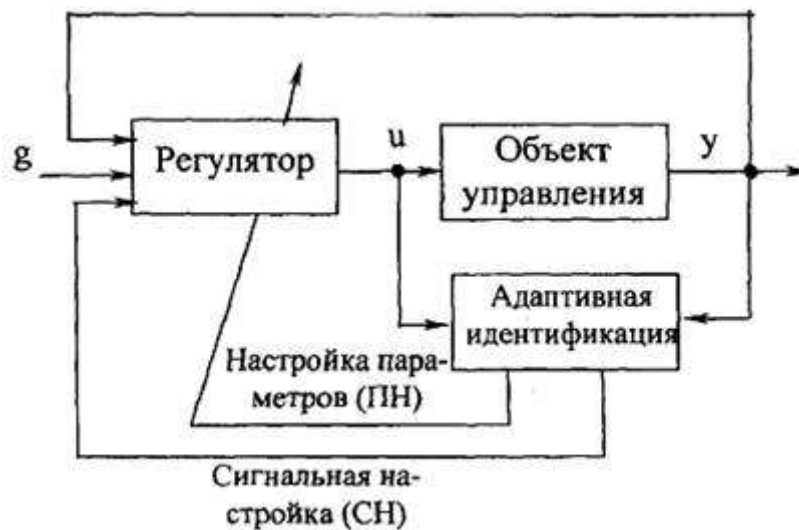 g
Регулятор
u
Объект
управления
y
Адаптивная
идентификация
Настройка пара-
метров (ПН)
Сигнальная на-
стройка (СН)